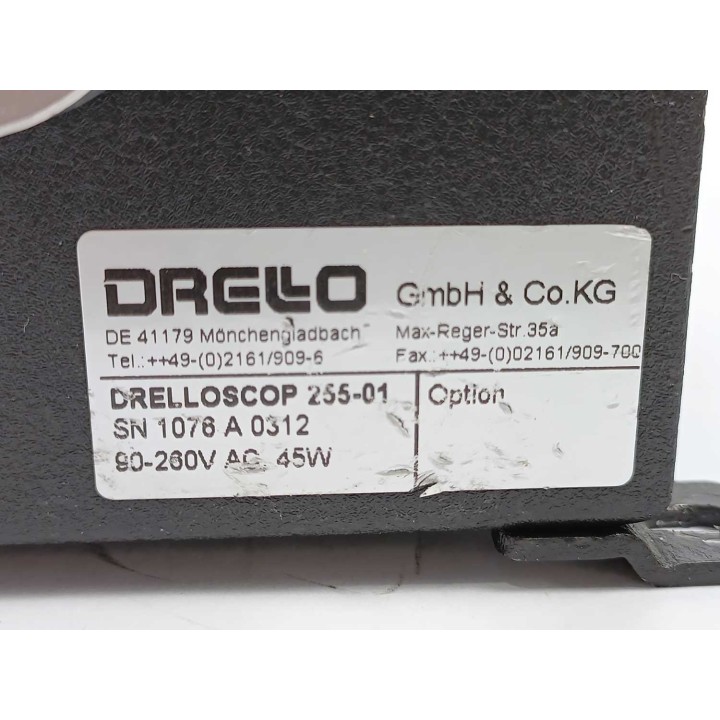 DRELLO GmbH & Co.KG
DE 41179 Mönchengladbach Max-Reger-Str.35a
Tel.:++49-(0)2161/909-6 Fax.:++49-(0)02161/909-700
DRELLOSCOP 255-01 Option
SN 1076 A 0312
90-260V AC, 45W